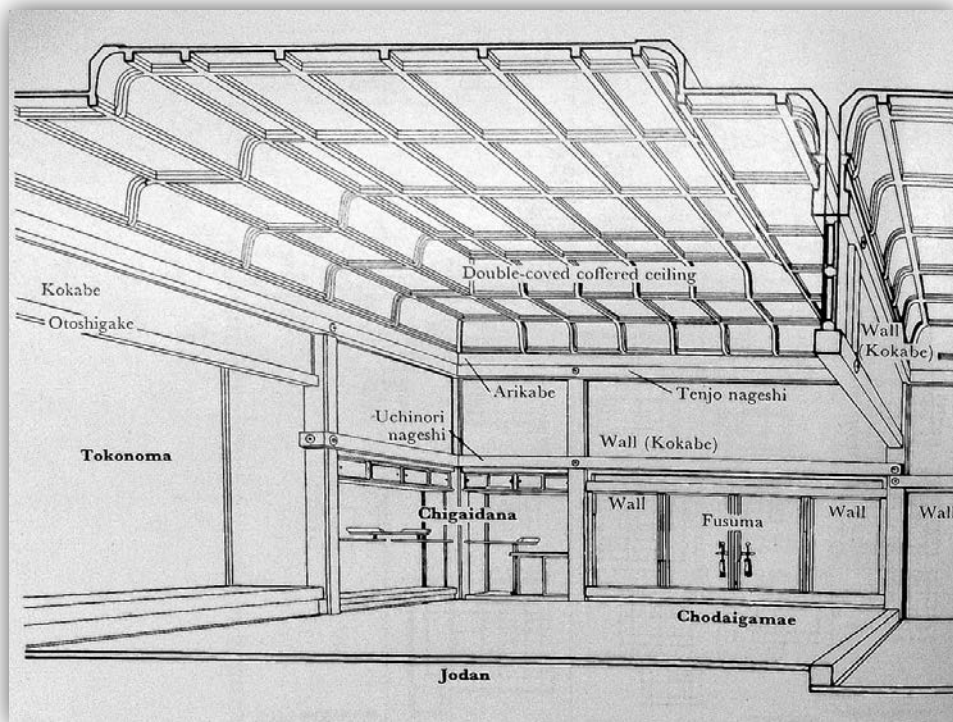 Double-coved coffered ceiling
Kokabe
Otoshigake
Wall
(Kokabe)
Arikabe
Tenjo nageshi
Uchinori
nageshi
Wall (Kokabe)
Tokonoma
Chigaidana
Wall
Fusuma
Wall
Wall
Chodaigamae
Jodan